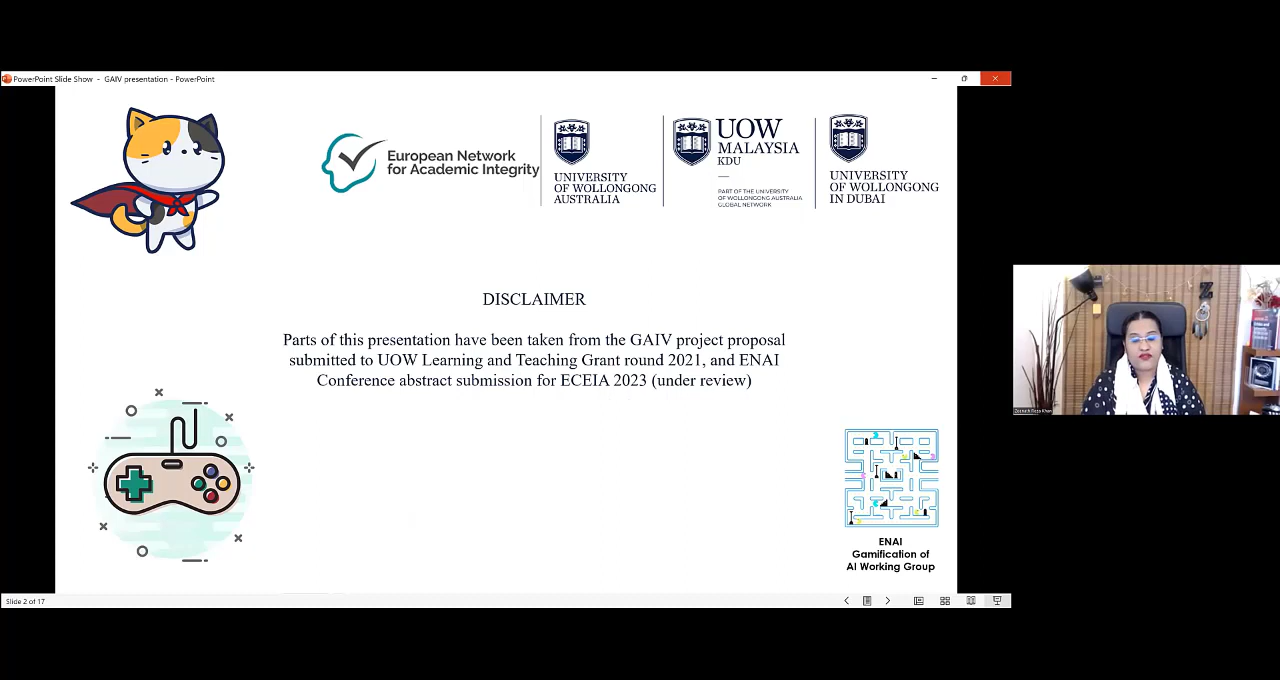 PowerPoint Slide Show - GAIV presentation - PowerPoint
European Network
for Academic Integrity
UNIVERSITY
OF WOLLONGONG
AUSTRALIA
UOW
MALAYSIA
KDU
PART OF THE UNIVERSITY
OF WOLLONGONG AUSTRALIA
GLOBAL NETWORK
UNIVERSITY
OF WOLLONGONG
IN DUBAI
DISCLAIMER
Parts of this presentation have been taken from the GAIV project proposal
submitted to UOW Learning and Teaching Grant round 2021, and ENAI
Conference abstract submission for ECEIA 2023 (under review)
ENAI
Gamification of
AI Working Group
Slide 2 of 17
Z
Khan